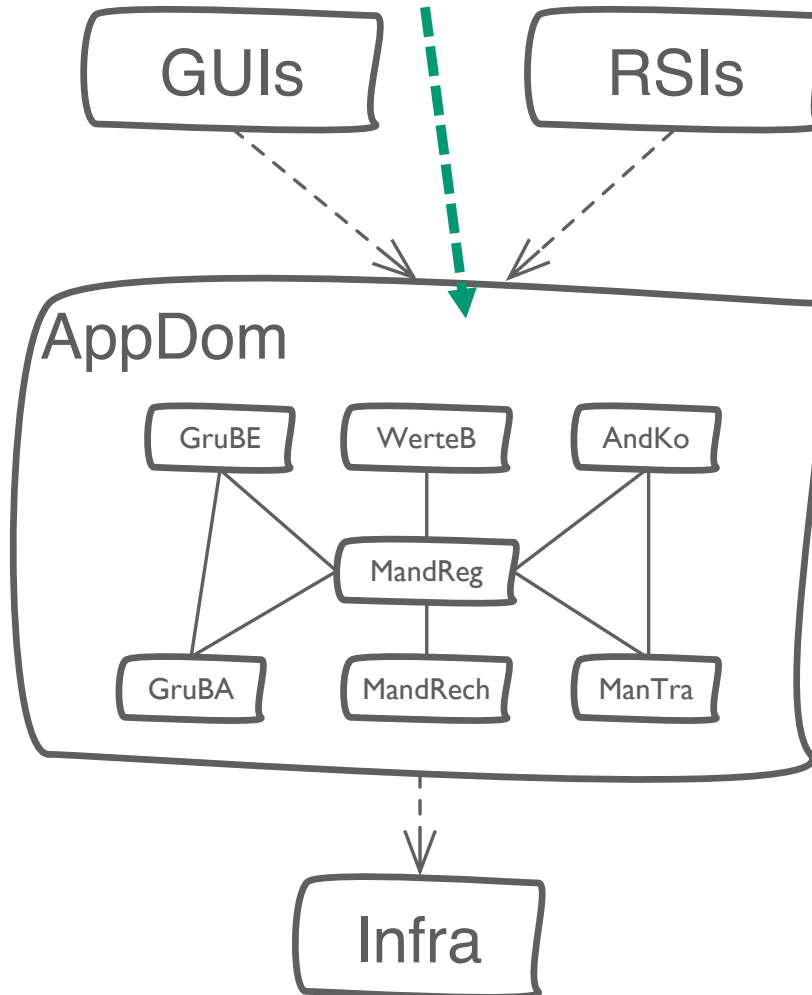 GUIs
RSIs
AppDom
GruBE
WerteB
AndKo
MandReg
GruBA
MandRech
ManTra
Infra